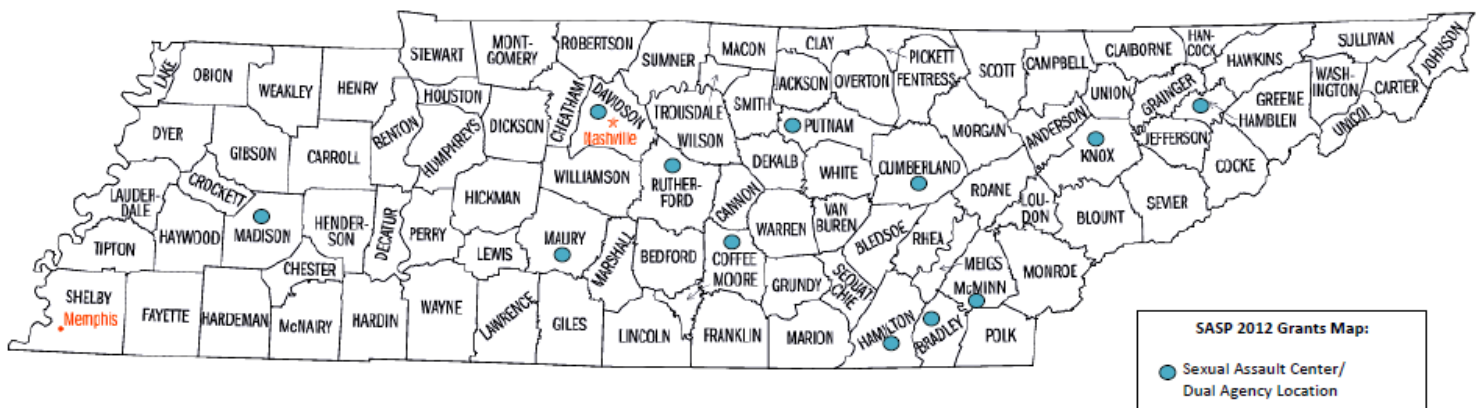 STEWART
MONT-
GOMERY
ROBERTSON
SUMNER
MACON
CLAY
PICKETT
FENTRESS
SCOTT
CAMPBELL
CLAIBORNE
HAN-
COCK
HAWKINS
SULLIVAN
JOHNSON
LAKE
OBION
WEAKLEY
HENRY
HOUSTON
BENTON
HUMPHREYS
DICKSON
CHEATHAM
DAVIDSON
Nashville
TROUSDALE
WILSON
SMITH
JACKSON
OVERTON
PUTNAM
MORGAN
ANDERSON
UNION
GRAINGER
KNOX
JEFFERSON
HAMBLEN
GREENE
WASH-
INGTON
UNICOI
CARTER
DYER
GIBSON
CARROLL
CROCKETT
LAUDER-
DALE
HAYWOOD
MADISON
HENDER-
SON
DECATUR
PERRY
HICKMAN
WILLIAMSON
RUTHER-
FORD
CANNON
DEKALB
WHITE
CUMBERLAND
ROANE
LOU-
DON
BLOUNT
SEVIER
COCKE
TIPTON
CHESTER
LEWIS
MAURY
MARSHALL
BEDFORD
COFFEE
MOORE
WARREN
VAN
BUREN
BLEDSOE
RHEA
MEIGS
McMINN
MONROE
SHELBY
Memphis
FAYETTE
HARDEMAN
McNAIRY
HARDIN
WAYNE
LAWRENCE
GILES
LINCOLN
FRANKLIN
GRUNDY
MARION
SEQUAT
CHIE
HAMILTON
BRADLEY
POLK
SASP 2012 Grants Map:
Sexual Assault Center/
Dual Agency Location